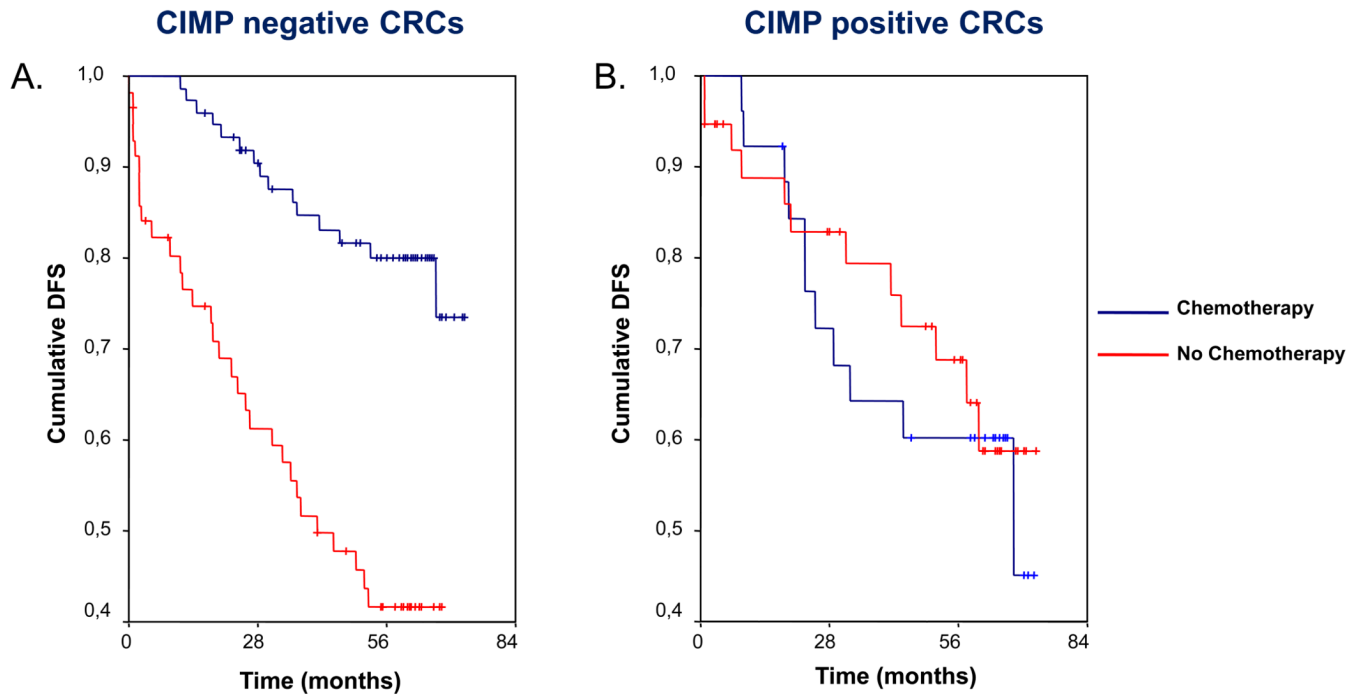 CIMP negative CRCs
CIMP positive CRCs
A.
B.
1,0
0,9
0,8
0,7
0,6
0,5
0,4
Cumulative DFS
0
28
56
84
Time (months)
1,0
0,9
0,8
0,7
0,6
0,5
0,4
Cumulative DFS
0
28
56
84
Time (months)
Chemotherapy
No Chemotherapy